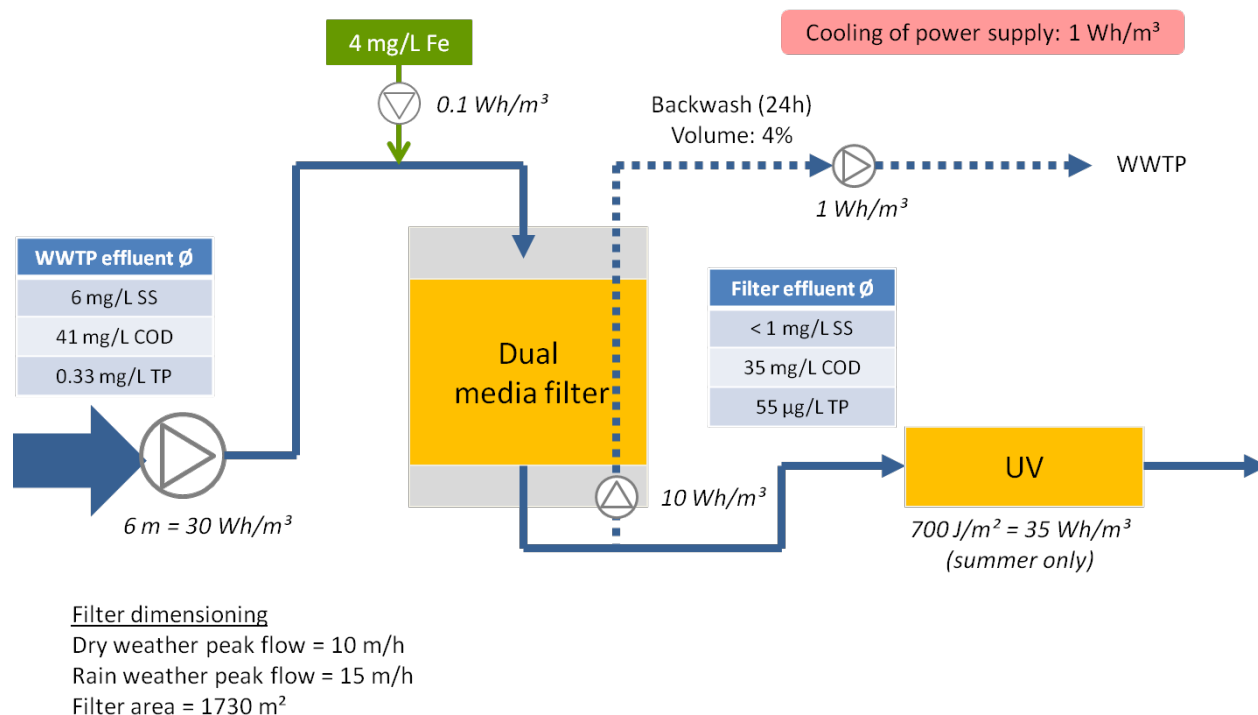 4 mg/L Fe
Cooling of power supply: 1 Wh/m³
0.1 Wh/m³
Backwash (24h)
Volume: 4%
WWTP
1 Wh/m³
WWTP effluent Ø
6 mg/L SS
41 mg/L COD
0.33 mg/L TP
Dual
media filter
Filter effluent Ø
< 1 mg/L SS
35 mg/L COD
55 µg/L TP
UV
10 Wh/m³
6 m = 30 Wh/m³
700 J/m² = 35 Wh/m³
(summer only)
Filter dimensioning
Dry weather peak flow = 10 m/h
Rain weather peak flow = 15 m/h
Filter area = 1730 m²